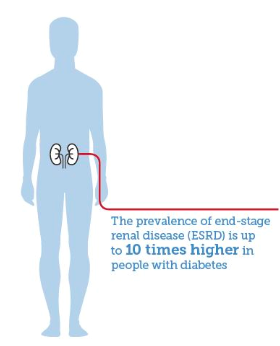 The prevalence of end-stage
renal disease (ESRD) is up
to 10 times higher in
people with diabetes